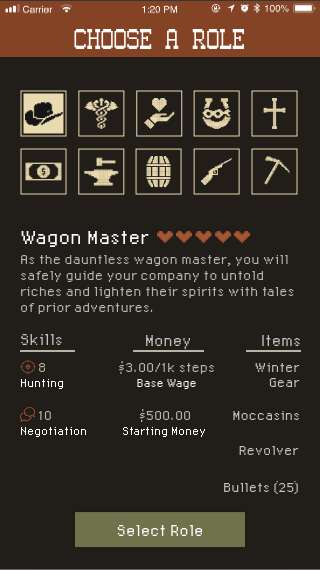 Carrier 1:20 PM 100%
CHOOSE A ROLE
$
Wagon Master
As the dauntless wagon master, you will
safely guide your company to untold
riches and lighten their spirits with tales
of prior adventures.
Skills Money Items
8 $3.00/1k steps Winter
Hunting Base Wage Gear
10 $500.00 Moccasins
Negotiation Starting Money
Revolver
Bullets (25)
Select Role